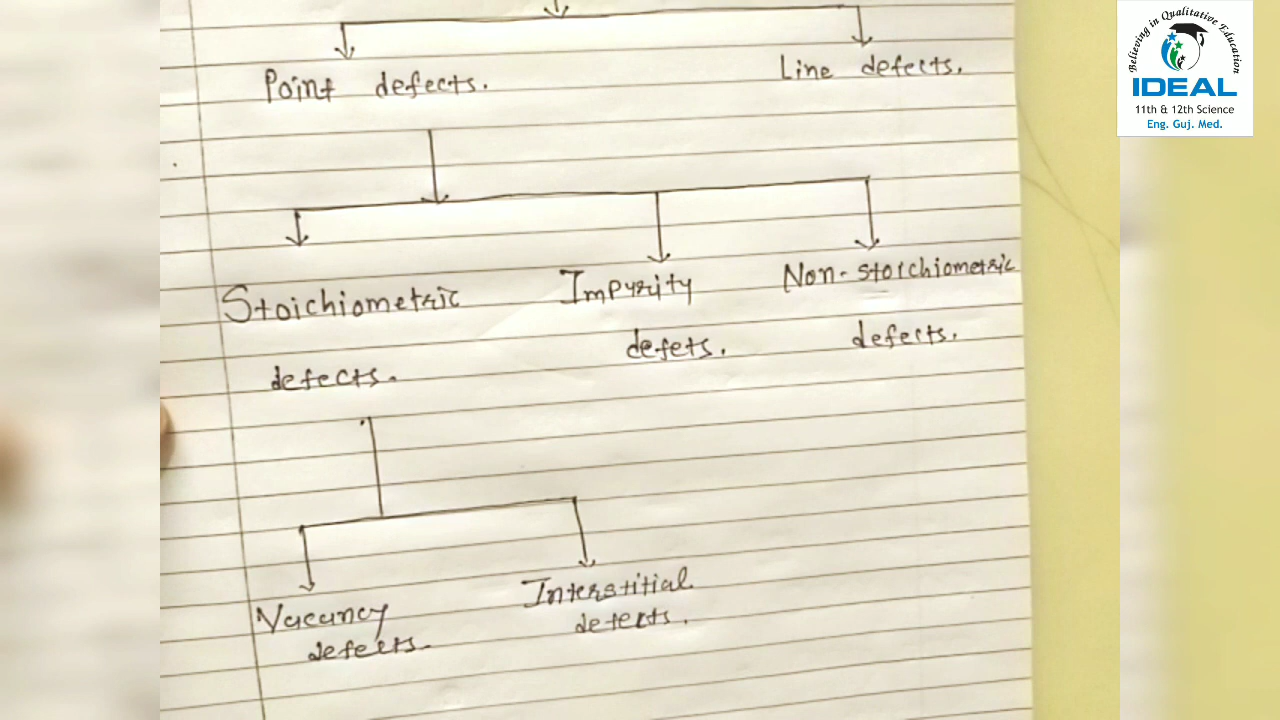 Point defects.
Line defects.
Stoichiometric
defects.
Impurity
defets.
Non-stoichiometric
defects.
Vacancy
defects.
Interstitial
defects.
Believing in Qualitative Education
IDEAL
11th & 12th Science
Eng. Guj. Med.